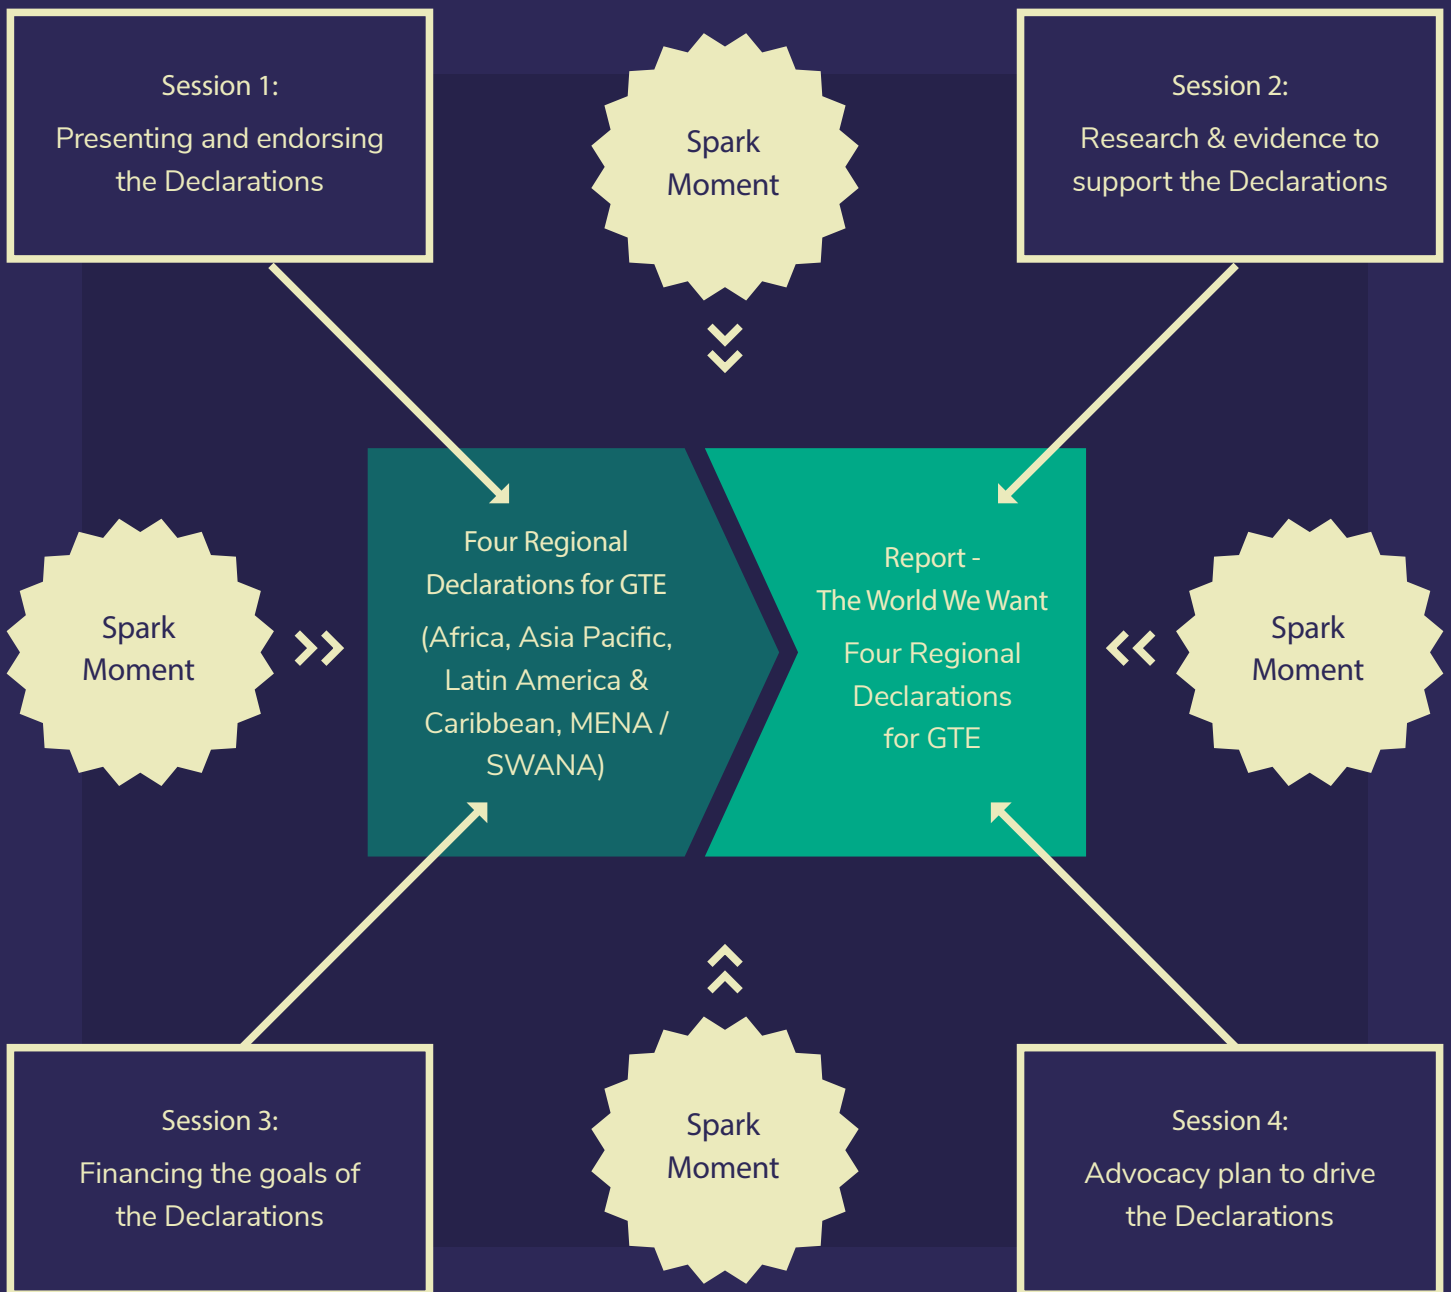 Session 1:
Presenting and endorsing
the Declarations
Spark
Moment
Session 2:
Research & evidence to
support the Declarations
Spark
Moment
Four Regional
Declarations for GTE
(Africa, Asia Pacific,
Latin America &
Caribbean, MENA /
SWANA)
Report -
The World We Want
Four Regional
Declarations
for GTE
Spark
Moment
Session 3:
Financing the goals of
the Declarations
Spark
Moment
Session 4:
Advocacy plan to drive
the Declarations